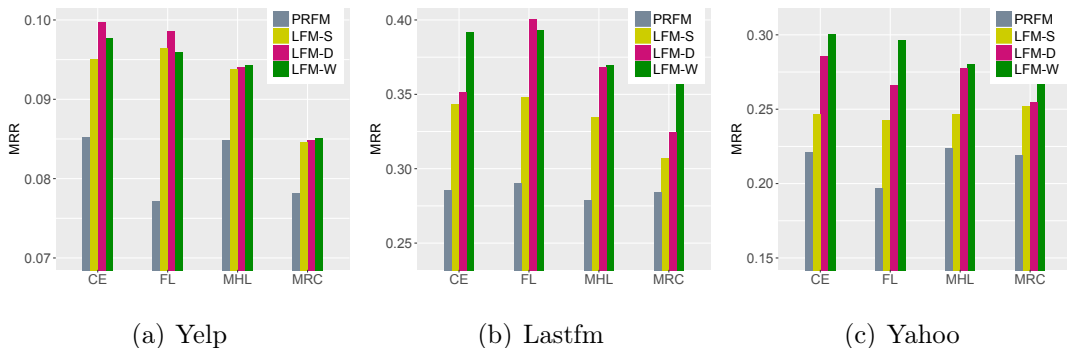 MRR
0.10
0.09
0.08
0.07
CE FL MHL MRC
PRFM
LFM-S
LFM-D
LFM-W
(a) Yelp
MRR
0.40
0.35
0.30
0.25
CE FL MHL MRC
PRFM
LFM-S
LFM-D
LFM-W
(b) Lastfm
MRR
0.30
0.25
0.20
0.15
CE FL MHL MRC
PRFM
LFM-S
LFM-D
LFM-W
(c) Yahoo